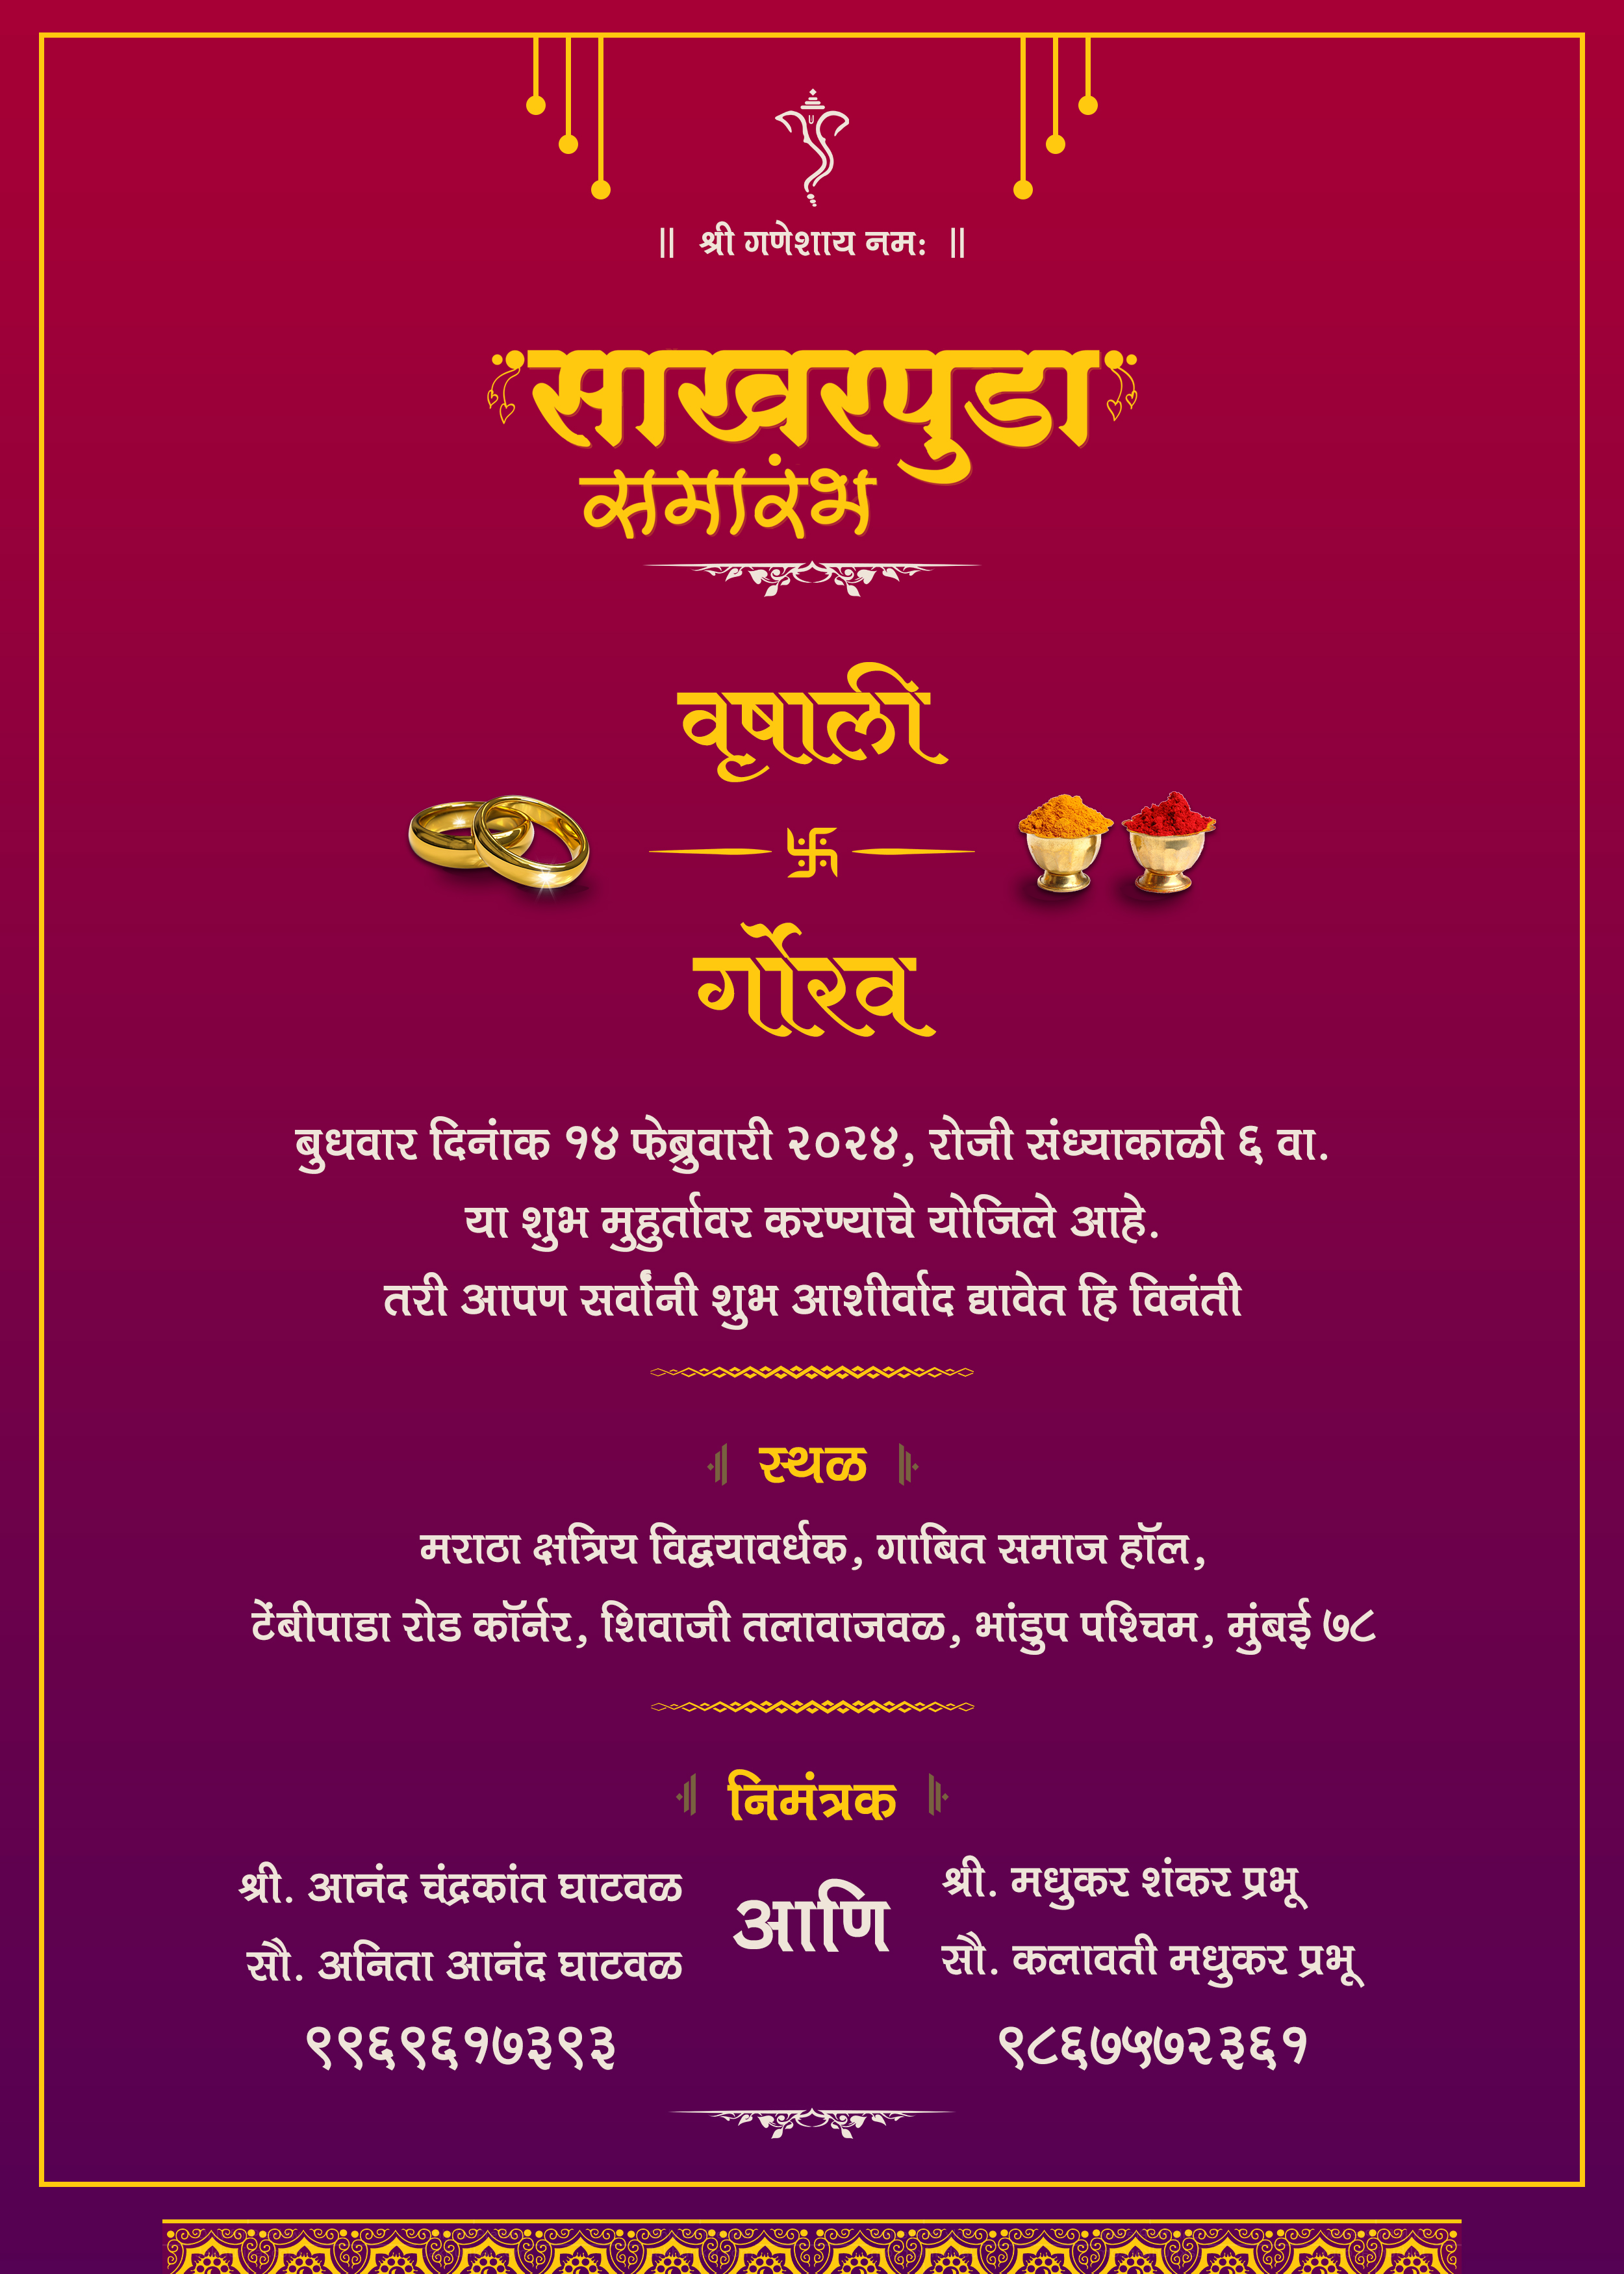 || श्री गणेशाय नम: ||
साखरपुडा
समारंभ
वृषाली
गौरव
बुधवार दिनांक १४ फेब्रुवारी २०२४, रोजी संध्याकाळी ६ वा.
या शुभ मुहुर्तावर करण्याचे योजिले आहे.
तरी आपण सर्वांनी शुभ आशीर्वाद द्यावेत हि विनंती
स्थळ
मराठा क्षत्रिय विद्वयावर्धक, गाबित समाज हॉल,
टेंबीपाडा रोड कॉर्नर, शिवाजी तलावाजवळ, भांडुप पश्चिम, मुंबई ७८
निमंत्रक
श्री. आनंद चंद्रकांत घाटवळ
सौ. अनिता आनंद घाटवळ
९९६९६१७३९३
आणि
श्री. मधुकर शंकर प्रभू
सौ. कलावती मधुकर प्रभू
९८६७५७२३६१